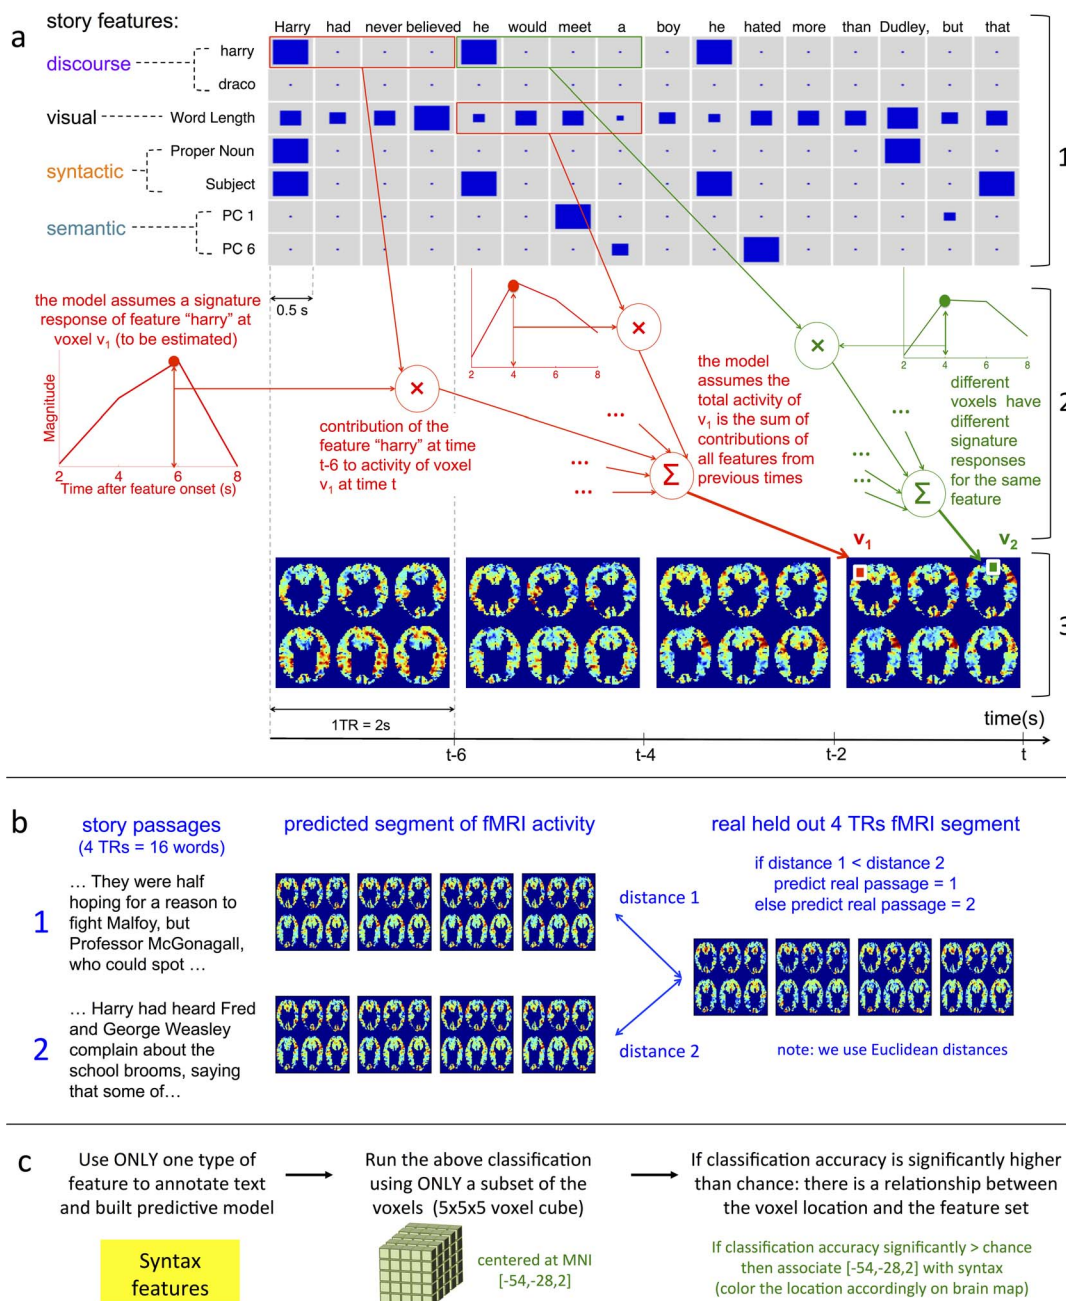 a
story features:
Harry had never believed he would meet a boy he hated more than Dudley, but that
discourse
harry
draco
visual
Word Length
syntactic
Proper Noun
Subject
semantic
PC 1
PC 6
1
0.5 s
the model assumes a signature
response of feature “harry” at
voxel v1 (to be estimated)
Magnitude
2 4 6 8
Time after feature onset (s)
2 4 6 8
2 4 6 8
×
×
×
contribution of the
feature “harry” at time
t-6 to activity of voxel
v1 at time t
...
...
...
Σ
the model
assumes the
total activity of
v1 is the sum of
contributions of
all features from
previous times
...
...
...
Σ
different
voxels have
different
signature
responses
for the same
feature
2
v1
v2
3
1TR = 2s
time(s)
t-6 t-4 t-2 t
b
story passages
(4 TRs = 16 words)
predicted segment of fMRI activity
real held out 4 TRs fMRI segment
1
... They were half
hoping for a reason to
fight Malfoy, but
Professor McGonagall,
who could spot ...
distance 1
if distance 1 < distance 2
predict real passage = 1
else predict real passage = 2
2
... Harry had heard Fred
and George Weasley
complain about the
school brooms, saying
that some of...
distance 2
note: we use Euclidean distances
c
Use ONLY one type of
feature to annotate text
and built predictive model
Syntax
features
Run the above classification
using ONLY a subset of the
voxels (5x5x5 voxel cube)
centered at MNI
[-54,-28,2]
If classification accuracy is significantly higher
than chance: there is a relationship between
the voxel location and the feature set
If classification accuracy significantly > chance
then associate [-54,-28,2] with syntax
(color the location accordingly on brain map)